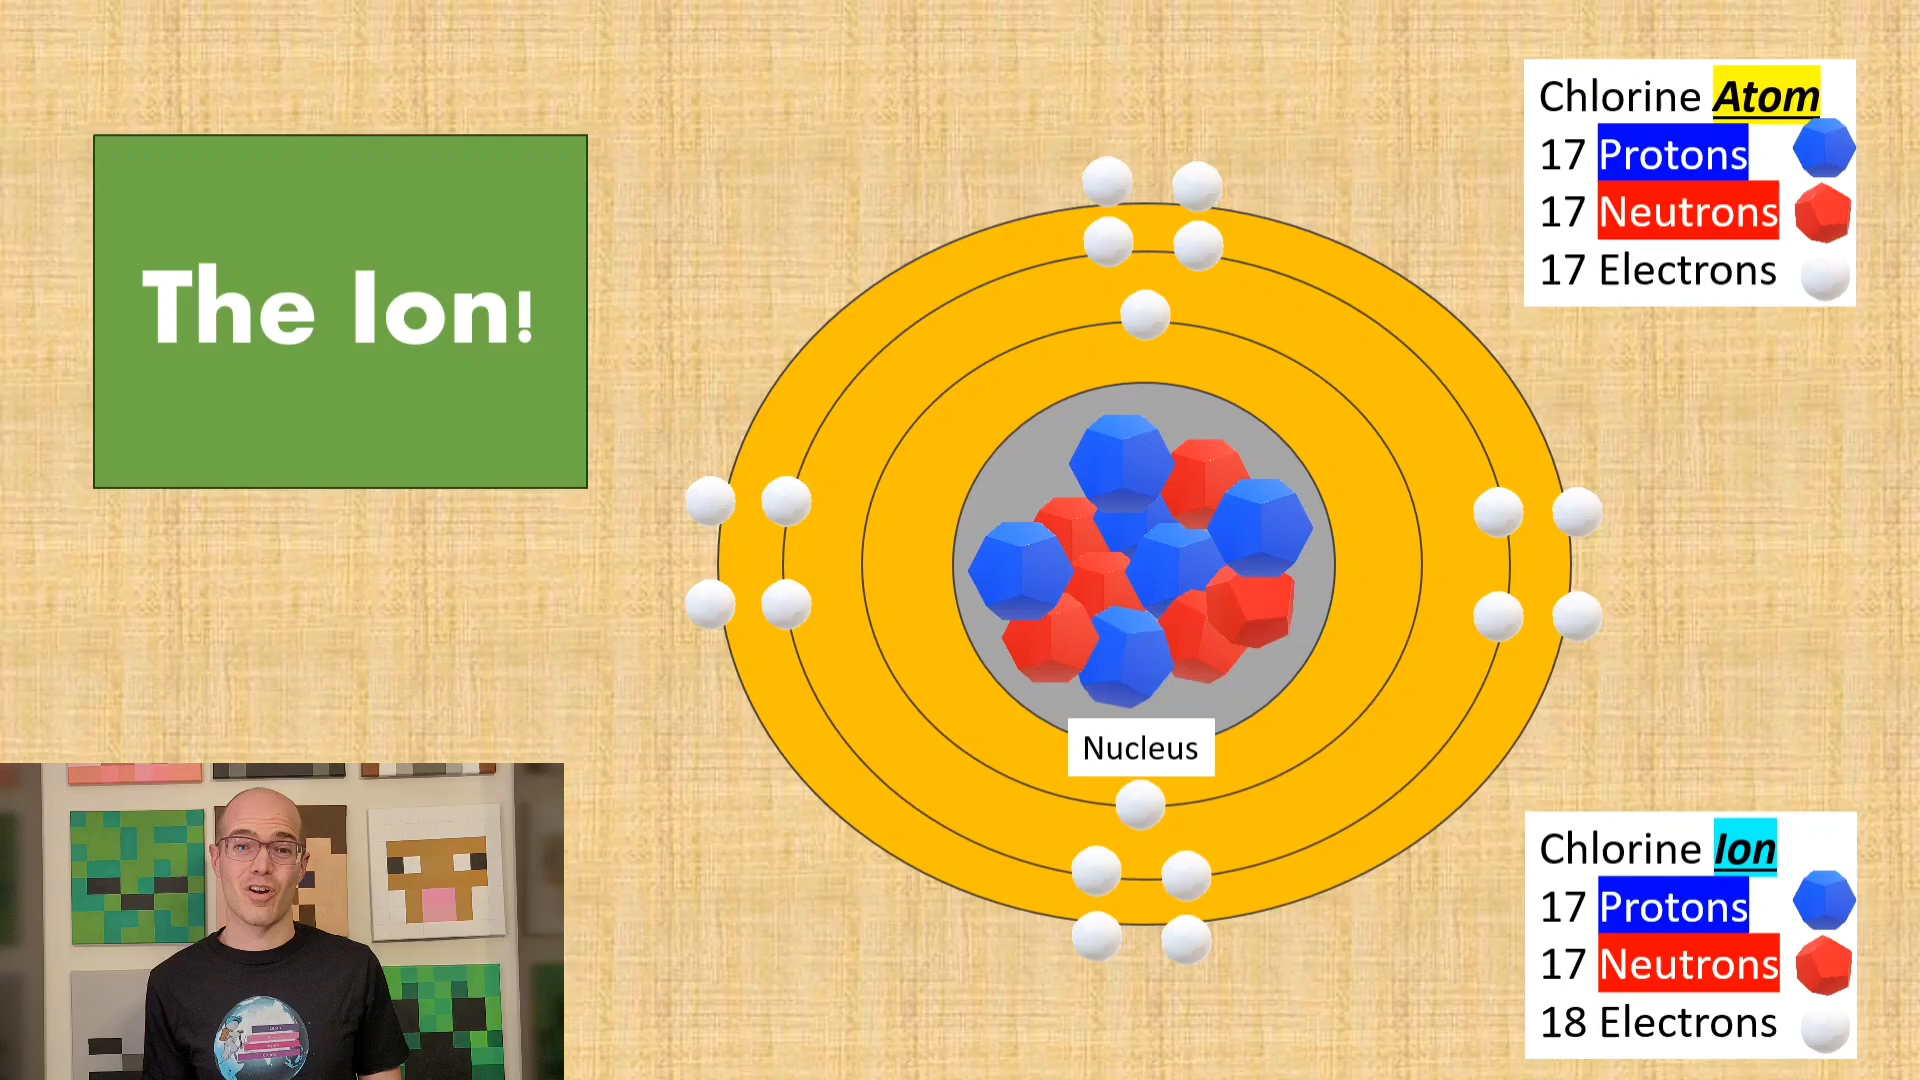 The Ion!
Chlorine Atom
17 Protons
17 Neutrons
17 Electrons
Nucleus
Chlorine Ion
17 Protons
17 Neutrons
18 Electrons